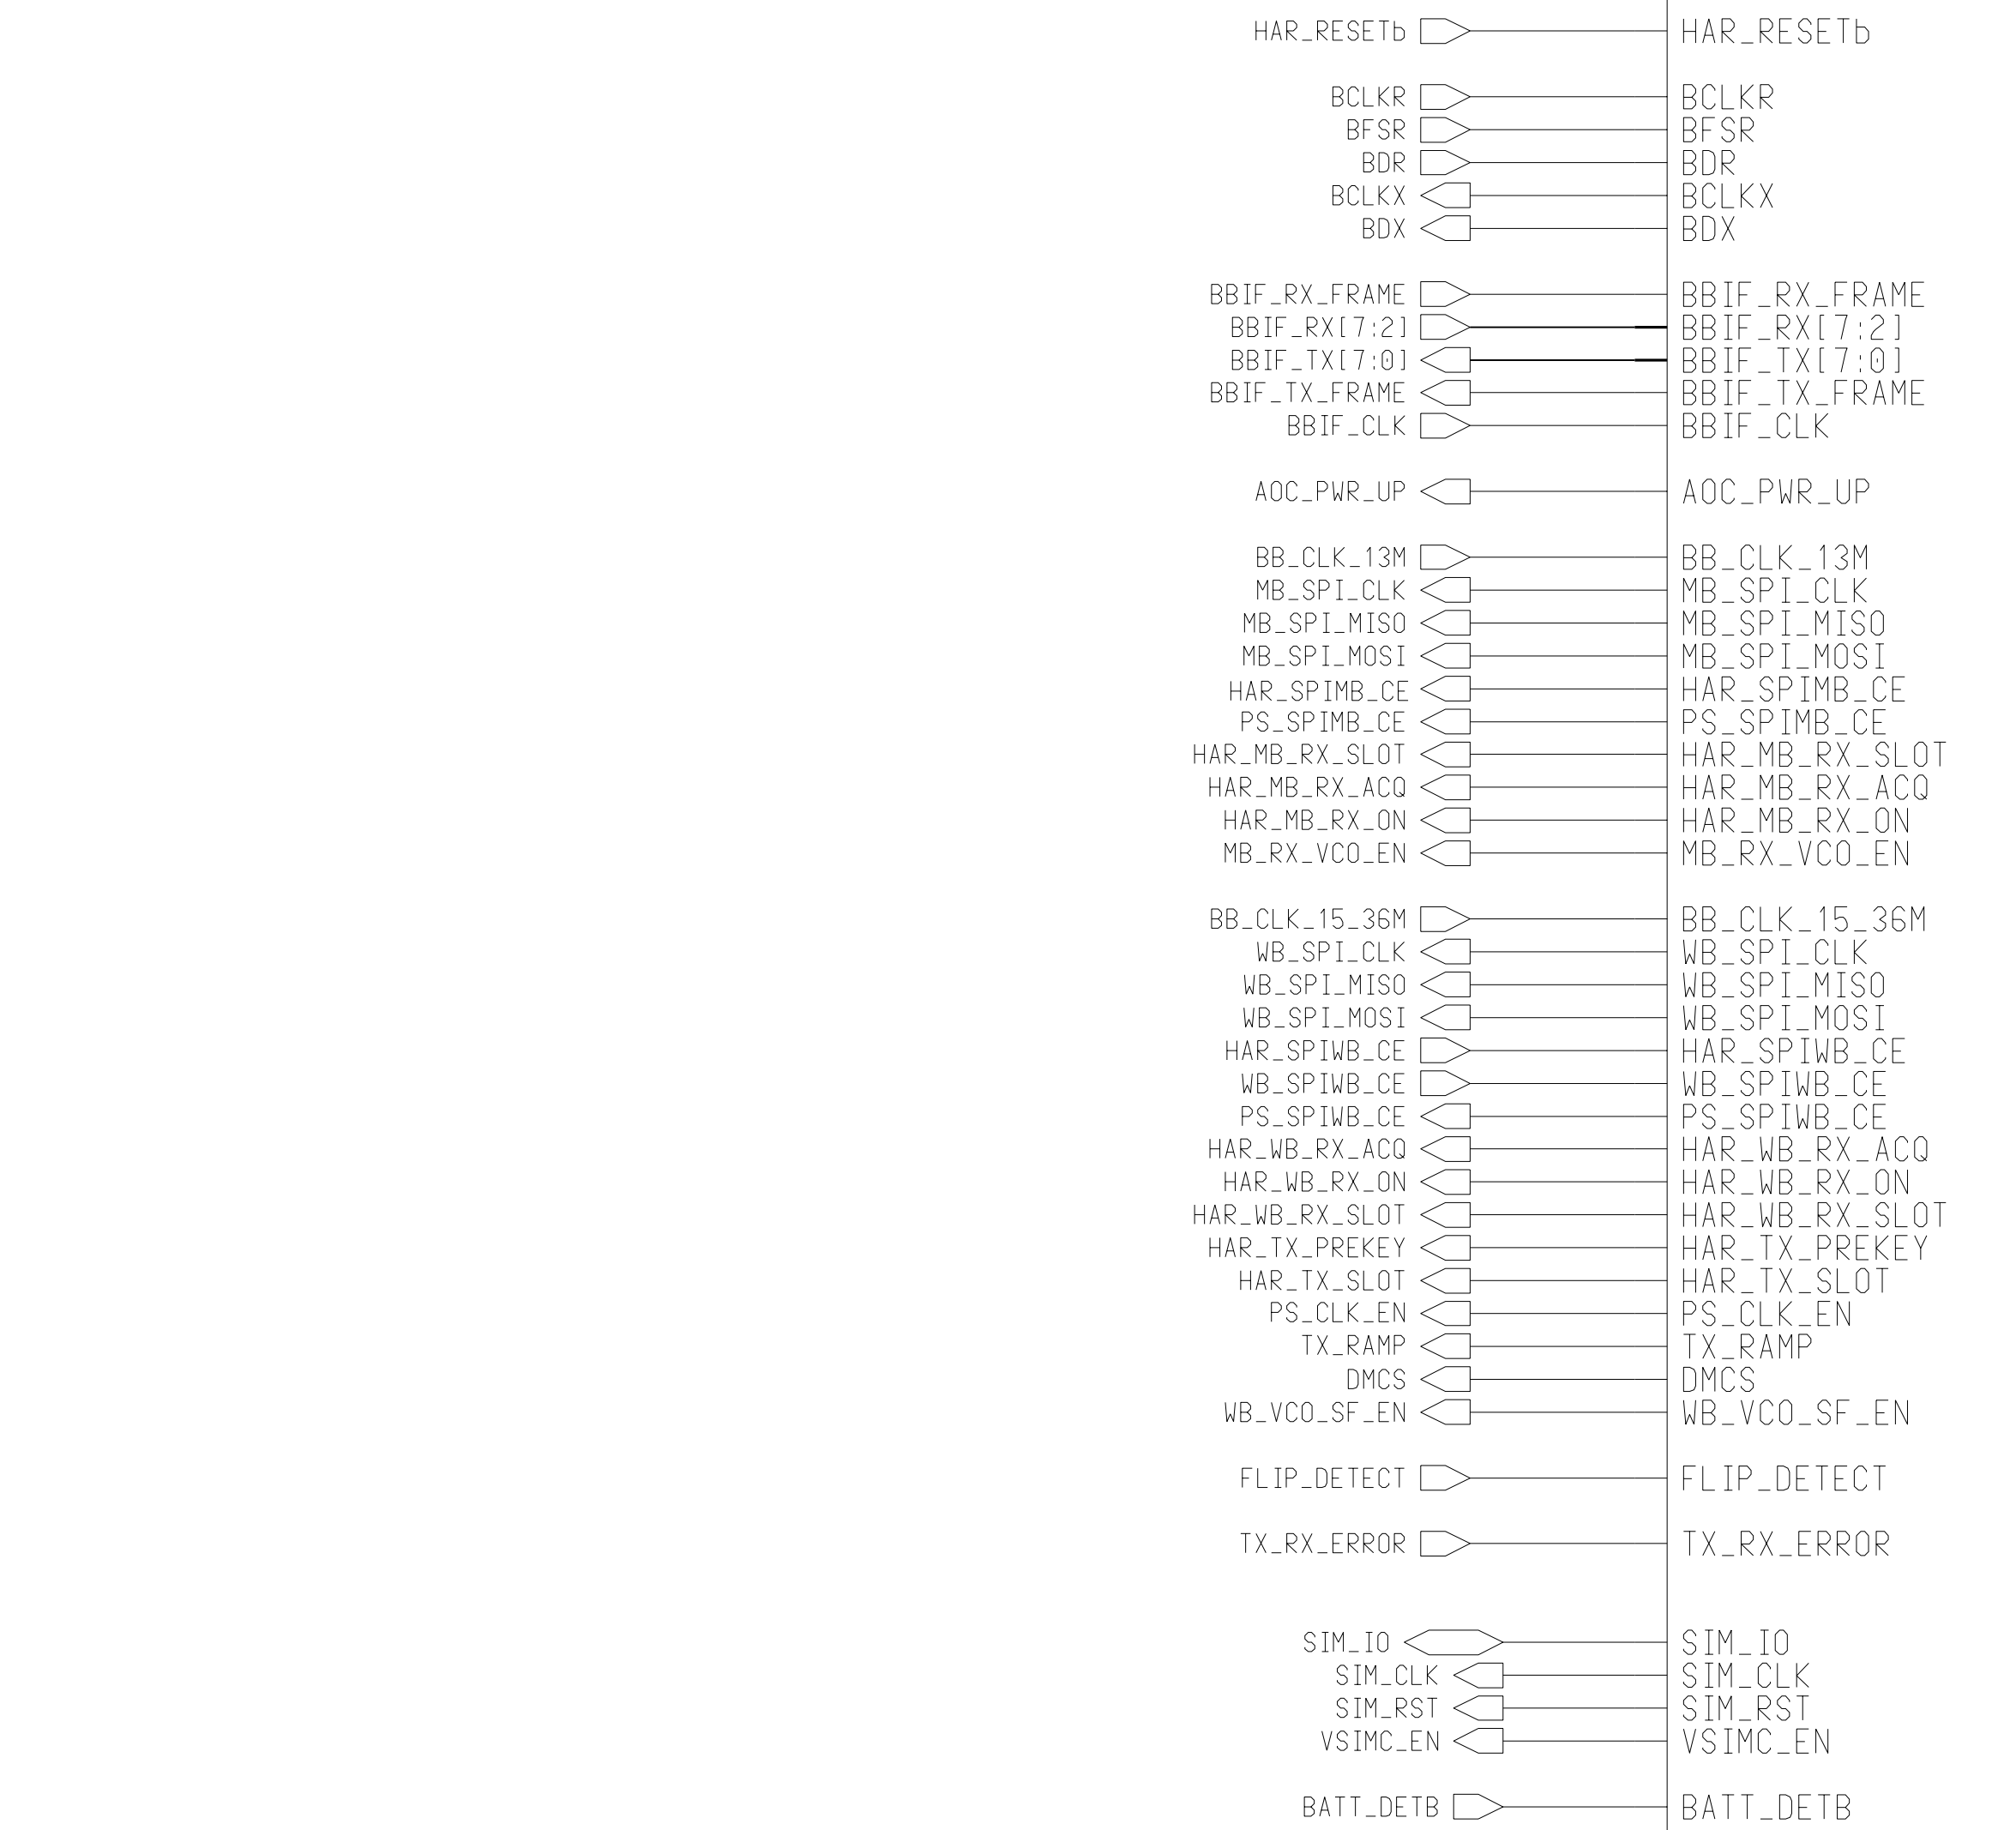 HAR_RESETb HAR_RESETb
BCLKR BCLKR
BFSR BFSR
BDR BDR
BCLKX BCLKX
BDX BDX
BBIF_RX_FRAME BBIF_RX_FRAME
BBIF_RX[7:2] BBIF_RX[7:2]
BBIF_TX[7:0] BBIF_TX[7:0]
BBIF_TX_FRAME BBIF_TX_FRAME
BBIF_CLK BBIF_CLK
AOC_PWR_UP AOC_PWR_UP
BB_CLK_13M BB_CLK_13M
MB_SPI_CLK MB_SPI_CLK
MB_SPI_MISO MB_SPI_MISO
MB_SPI_MOSI MB_SPI_MOSI
HAR_SPIMB_CE HAR_SPIMB_CE
PS_SPIMB_CE PS_SPIMB_CE
HAR_MB_RX_SLOT HAR_MB_RX_SLOT
HAR_MB_RX_ACQ HAR_MB_RX_ACQ
HAR_MB_RX_ON HAR_MB_RX_ON
MB_RX_VCO_EN MB_RX_VCO_EN
BB_CLK_15_36M BB_CLK_15_36M
WB_SPI_CLK WB_SPI_CLK
WB_SPI_MISO WB_SPI_MISO
WB_SPI_MOSI WB_SPI_MOSI
HAR_SPIWB_CE HAR_SPIWB_CE
WB_SPIWB_CE WB_SPIWB_CE
PS_SPIWB_CE PS_SPIWB_CE
HAR_WB_RX_ACQ HAR_WB_RX_ACQ
HAR_WB_RX_ON HAR_WB_RX_ON
HAR_WB_RX_SLOT HAR_WB_RX_SLOT
HAR_TX_PREKEY HAR_TX_PREKEY
HAR_TX_SLOT HAR_TX_SLOT
PS_CLK_EN PS_CLK_EN
TX_RAMP TX_RAMP
DMCS DMCS
WB_VCO_SF_EN WB_VCO_SF_EN
FLIP_DETECT FLIP_DETECT
TX_RX_ERROR TX_RX_ERROR
SIM_IO SIM_IO
SIM_CLK SIM_CLK
SIM_RST SIM_RST
VSIMC_EN VSIMC_EN
BATT_DETB BATT_DETB